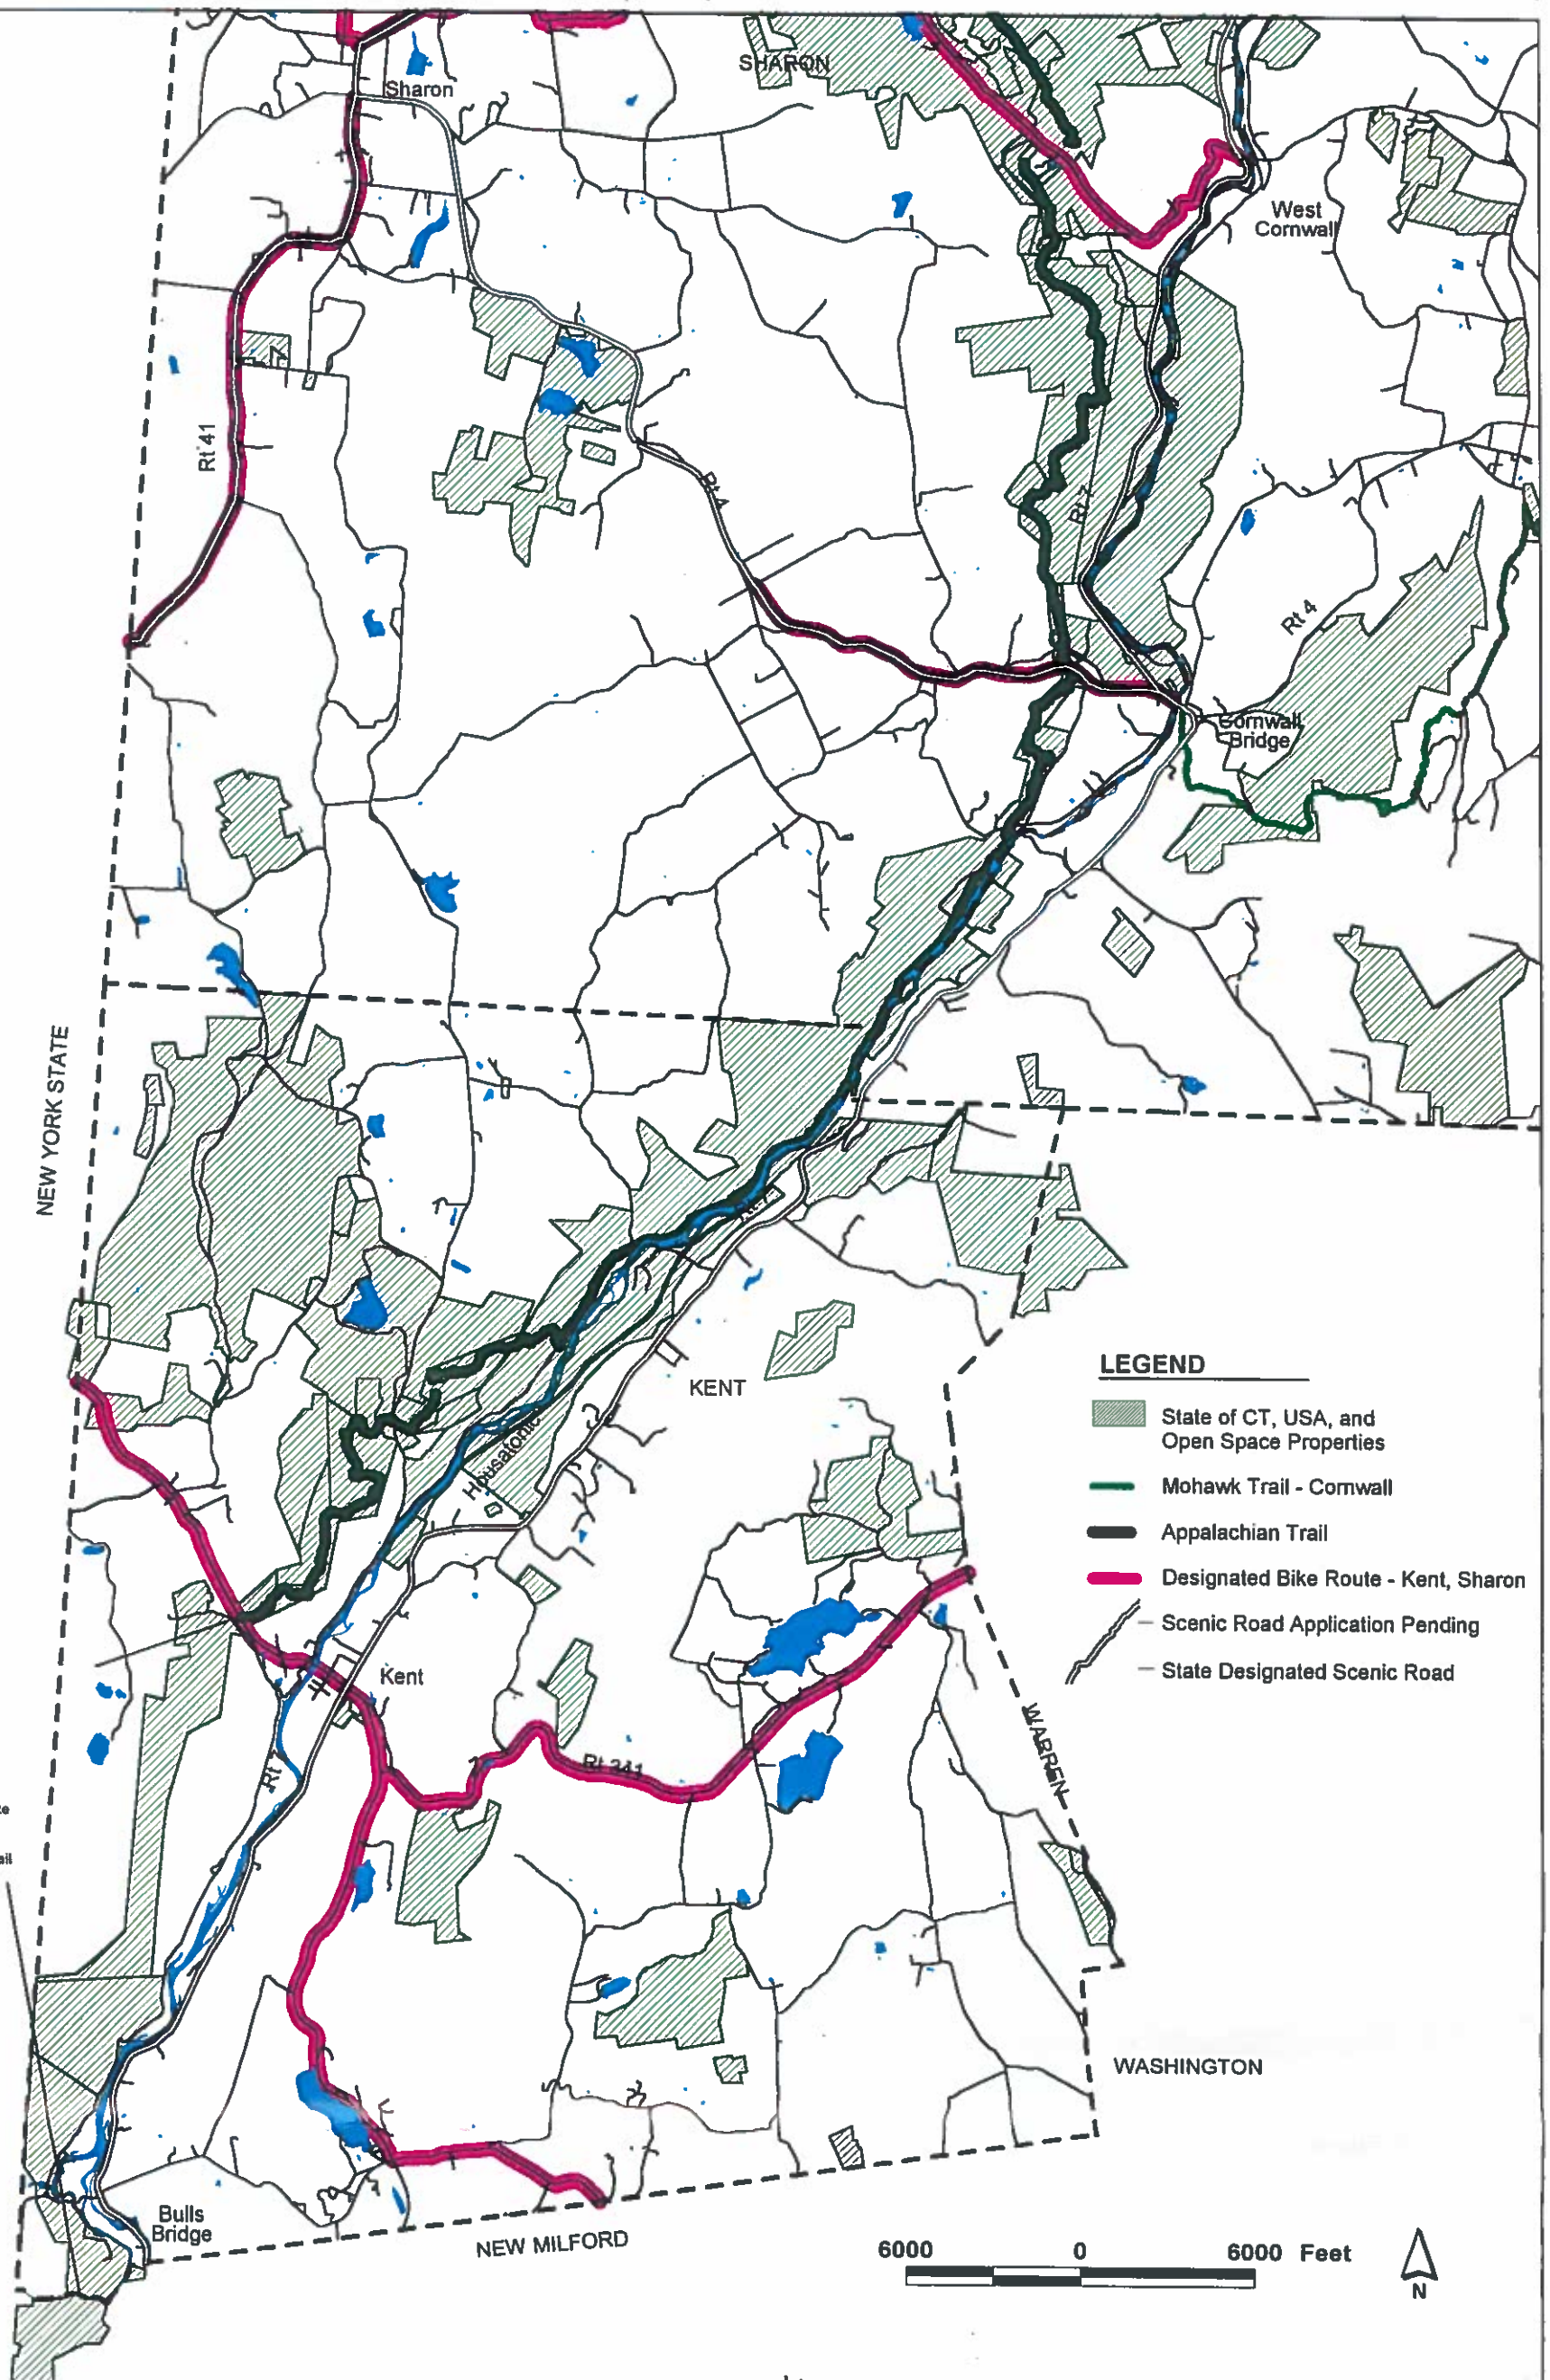 SHARON
Sharon
West
Cornwall
Rt 41
Rt 4
Rt 7
Rt 4
Cornwall
Bridge
NEW YORK STATE
Rt 7
KENT
Housatonic
LEGEND
State of CT, USA, and
Open Space Properties
Mohawk Trail - Cornwall
Appalachian Trail
Designated Bike Route - Kent, Sharon
Scenic Road Application Pending
State Designated Scenic Road
Kent
WARREN
Rt 341
Rt 7
WASHINGTON
Bulls
Bridge
NEW MILFORD
6000 0 6000 Feet
N